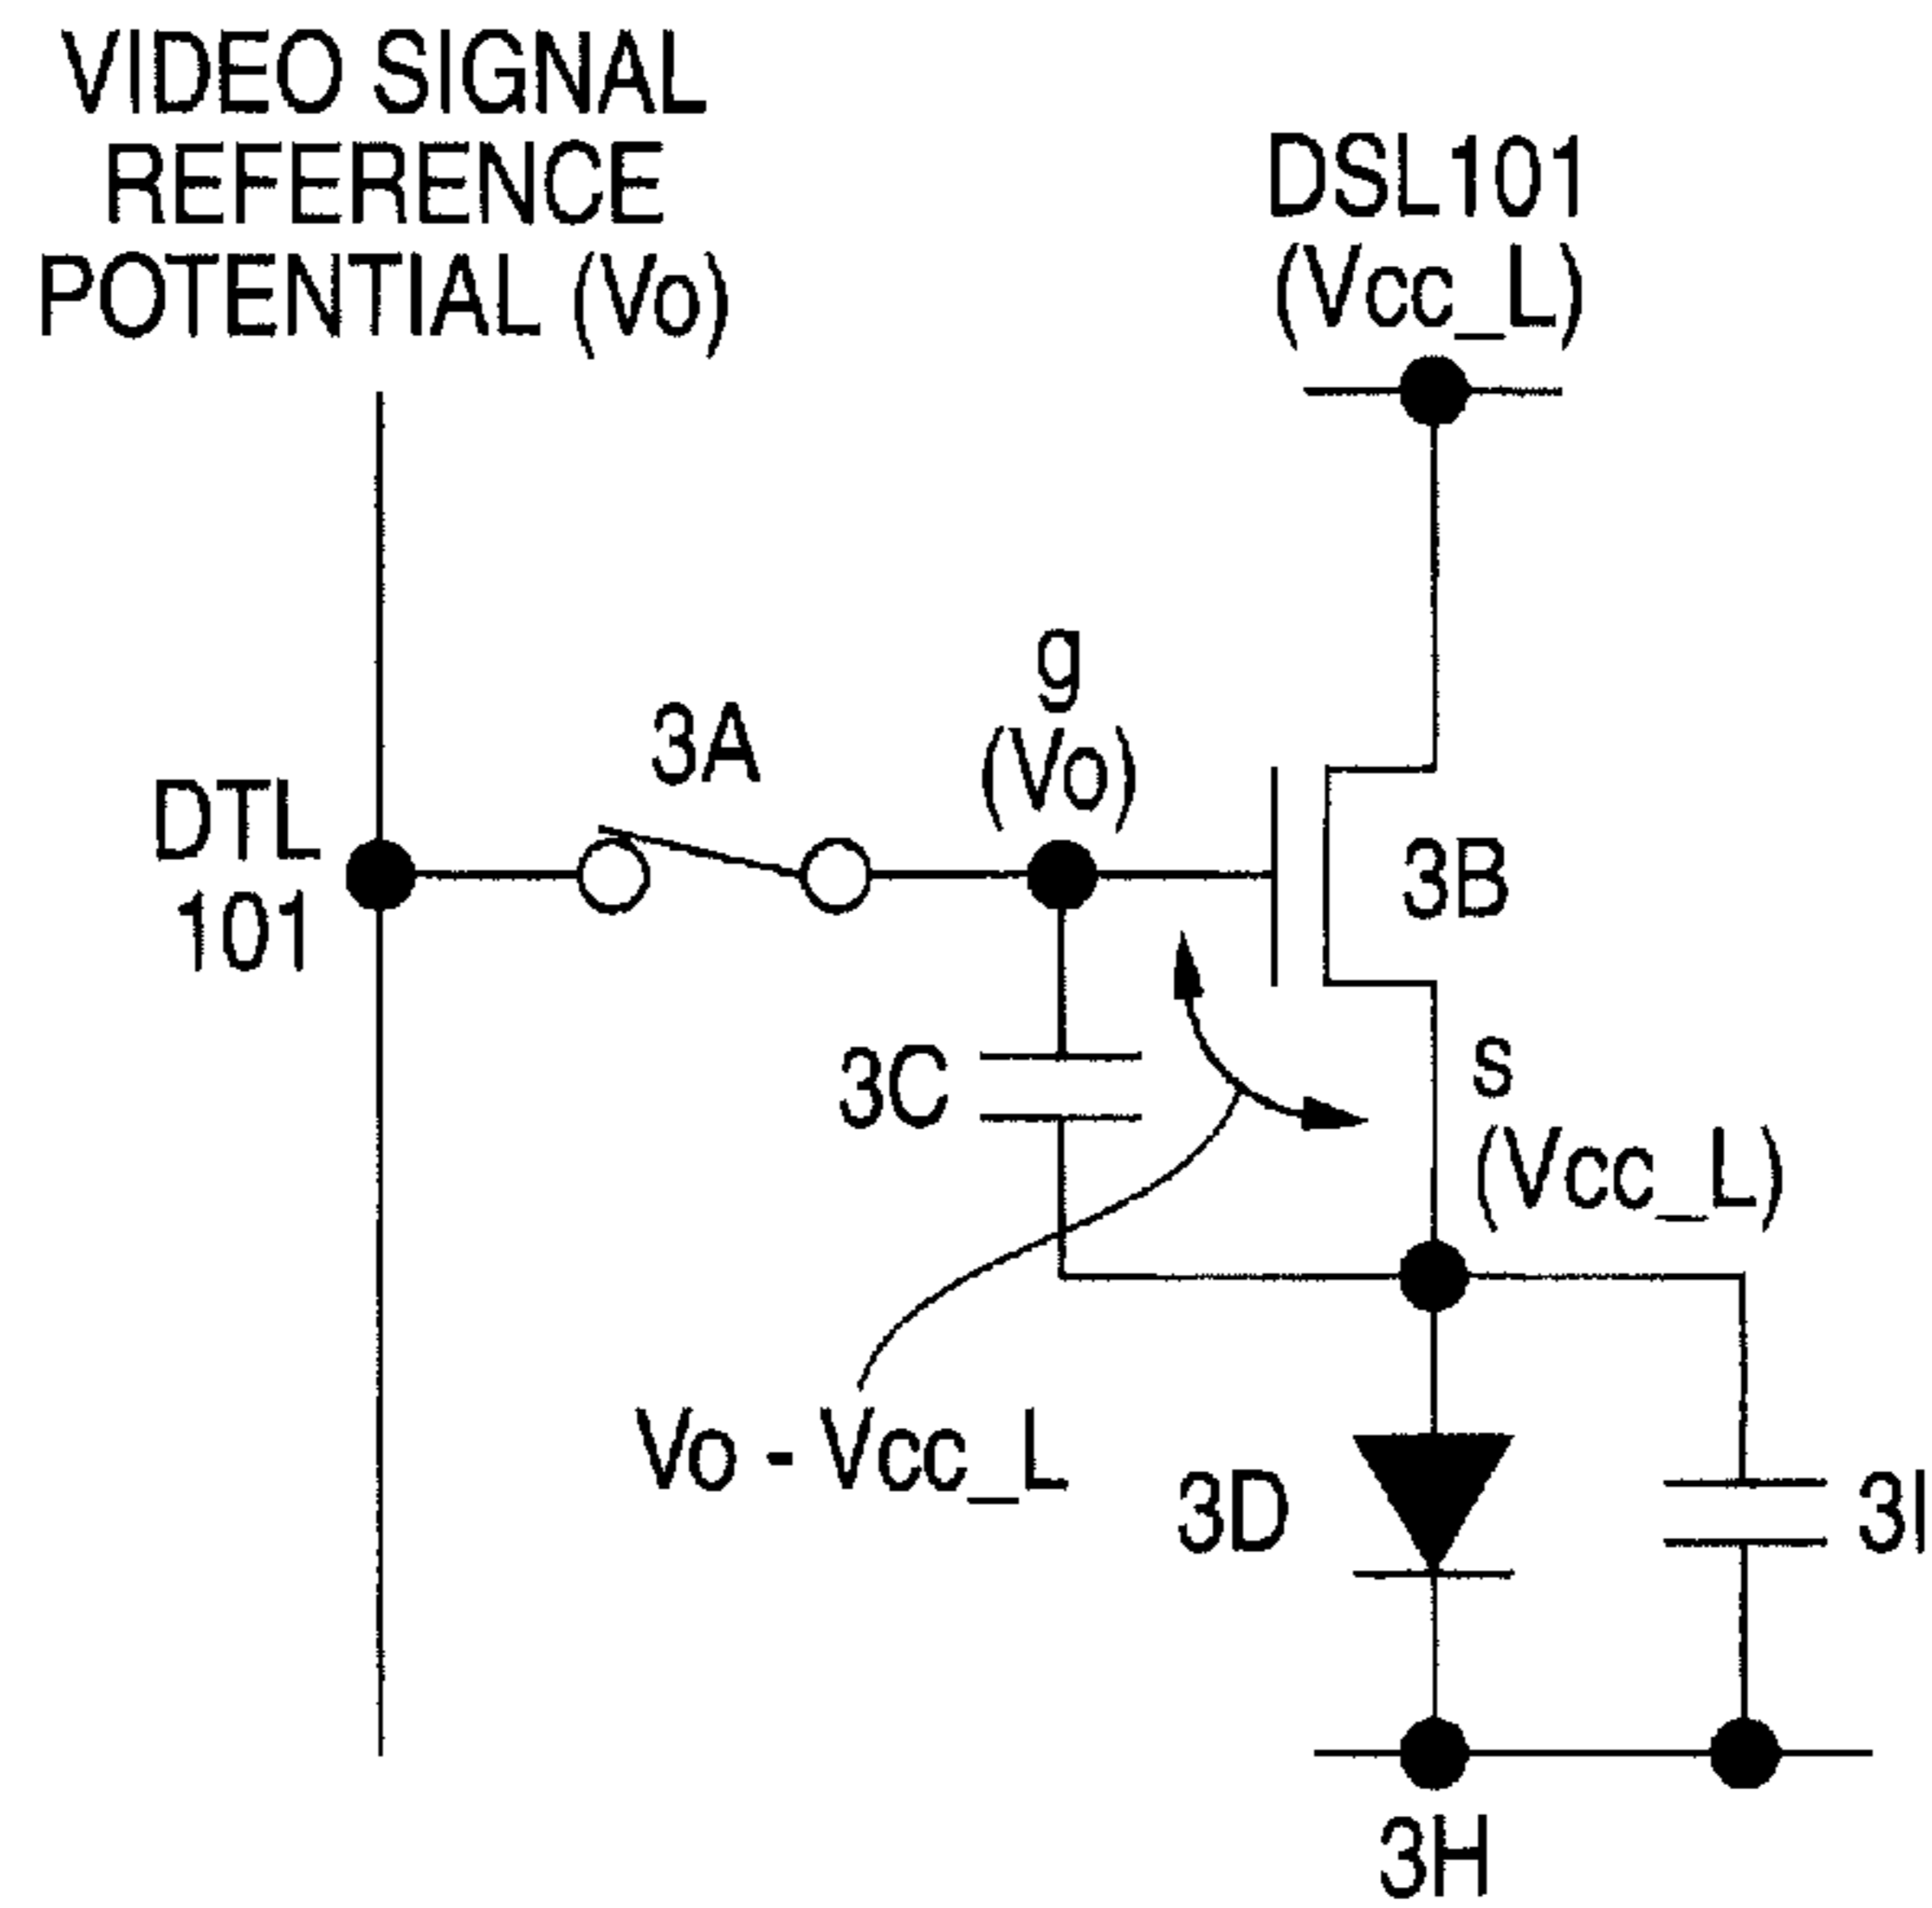 VIDEO SIGNAL
REFERENCE
POTENTIAL (Vo)
DSL101
(Vcc_L)
g
(Vo)
3A
DTL
101
3B
3C
s
(Vcc_L)
Vo - Vcc_L
3D
3I
3H